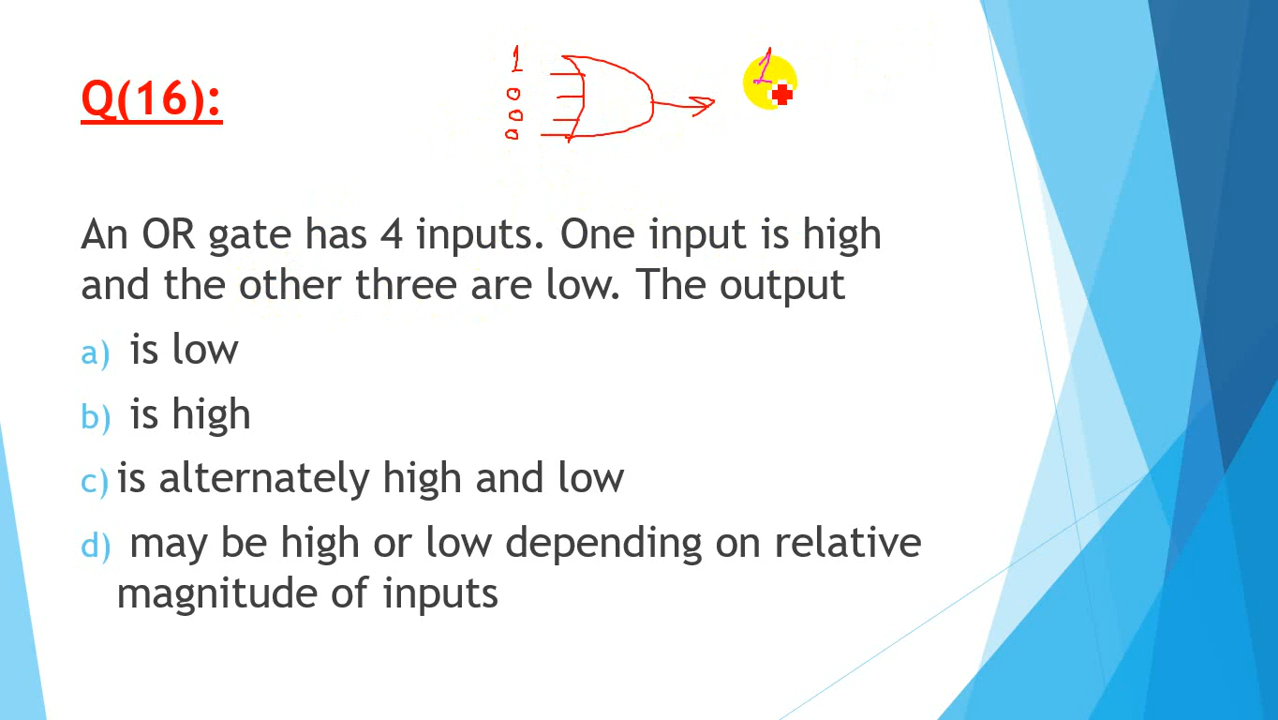 1
0
0
0
1
Q(16):
An OR gate has 4 inputs. One input is high
and the other three are low. The output
a) is low
b) is high
c) is alternately high and low
d) may be high or low depending on relative
magnitude of inputs